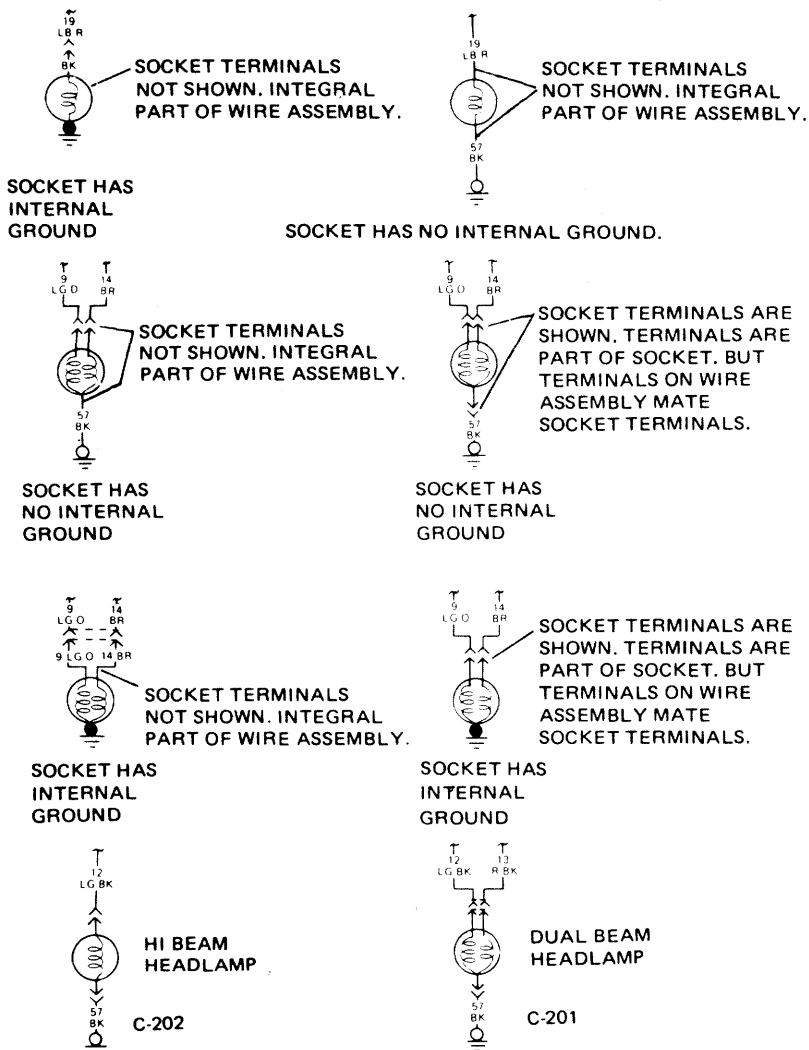 19
LB R
BK
SOCKET TERMINALS
NOT SHOWN. INTEGRAL
PART OF WIRE ASSEMBLY.
SOCKET HAS
INTERNAL
GROUND
19
LB R
SOCKET TERMINALS
NOT SHOWN. INTEGRAL
PART OF WIRE ASSEMBLY.
57
BK
SOCKET HAS NO INTERNAL GROUND.
9 14
LG O BR
SOCKET TERMINALS
NOT SHOWN. INTEGRAL
PART OF WIRE ASSEMBLY.
57
BK
SOCKET HAS
NO INTERNAL
GROUND
9 14
LG O BR
SOCKET TERMINALS ARE
SHOWN. TERMINALS ARE
PART OF SOCKET. BUT
TERMINALS ON WIRE
ASSEMBLY MATE
SOCKET TERMINALS.
57
BK
SOCKET HAS
NO INTERNAL
GROUND
9 14
LG O BR
9 LG O 14 BR
SOCKET TERMINALS
NOT SHOWN. INTEGRAL
PART OF WIRE ASSEMBLY.
SOCKET HAS
INTERNAL
GROUND
9 14
LG O BR
SOCKET TERMINALS ARE
SHOWN. TERMINALS ARE
PART OF SOCKET. BUT
TERMINALS ON WIRE
ASSEMBLY MATE
SOCKET TERMINALS.
SOCKET HAS
INTERNAL
GROUND
12
LG BK
HI BEAM
HEADLAMP
57
BK
C-202
12 13
LG BK R BK
DUAL BEAM
HEADLAMP
57
BK
C-201